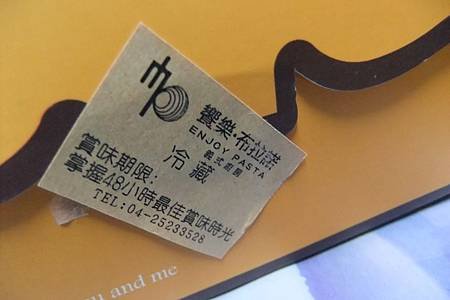 饗樂·布拉諾
ENJOY PASTA
義式廚房
冷藏
賞味期限:
掌握48小時最佳賞味時光
TEL:04-25233528
and me